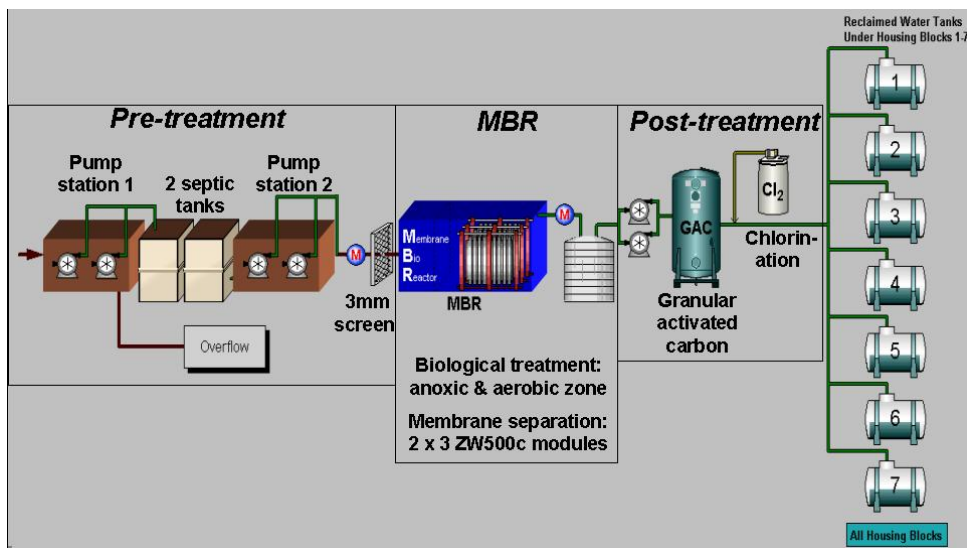 Reclaimed Water Tanks
Under Housing Blocks 1-7
Pre-treatment
MBR
Post-treatment
Pump
station 1
2 septic
tanks
Pump
station 2
M
3mm
screen
Membrane
Bio
Reactor
MBR
M
GAC
Cl2
Chlorin-
ation
Granular
activated
carbon
Overflow
Biological treatment:
anoxic & aerobic zone
Membrane separation:
2 x 3 ZW500c modules
1
2
3
4
5
6
7
All Housing Blocks